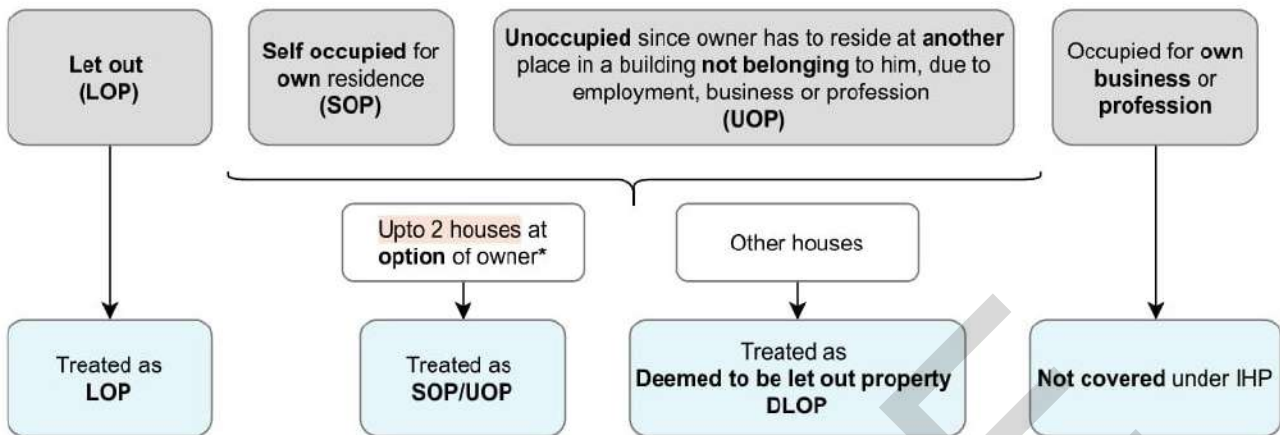 Let out
(LOP)
Self occupied for
own residence
(SOP)
Unoccupied since owner has to reside at another
place in a building not belonging to him, due to
employment, business or profession
(UOP)
Occupied for own
business or
profession
Upto 2 houses at
option of owner*
Other houses
Treated as
LOP
Treated as
SOP/UOP
Treated as
Deemed to be let out property
DLOP
Not covered under IHP